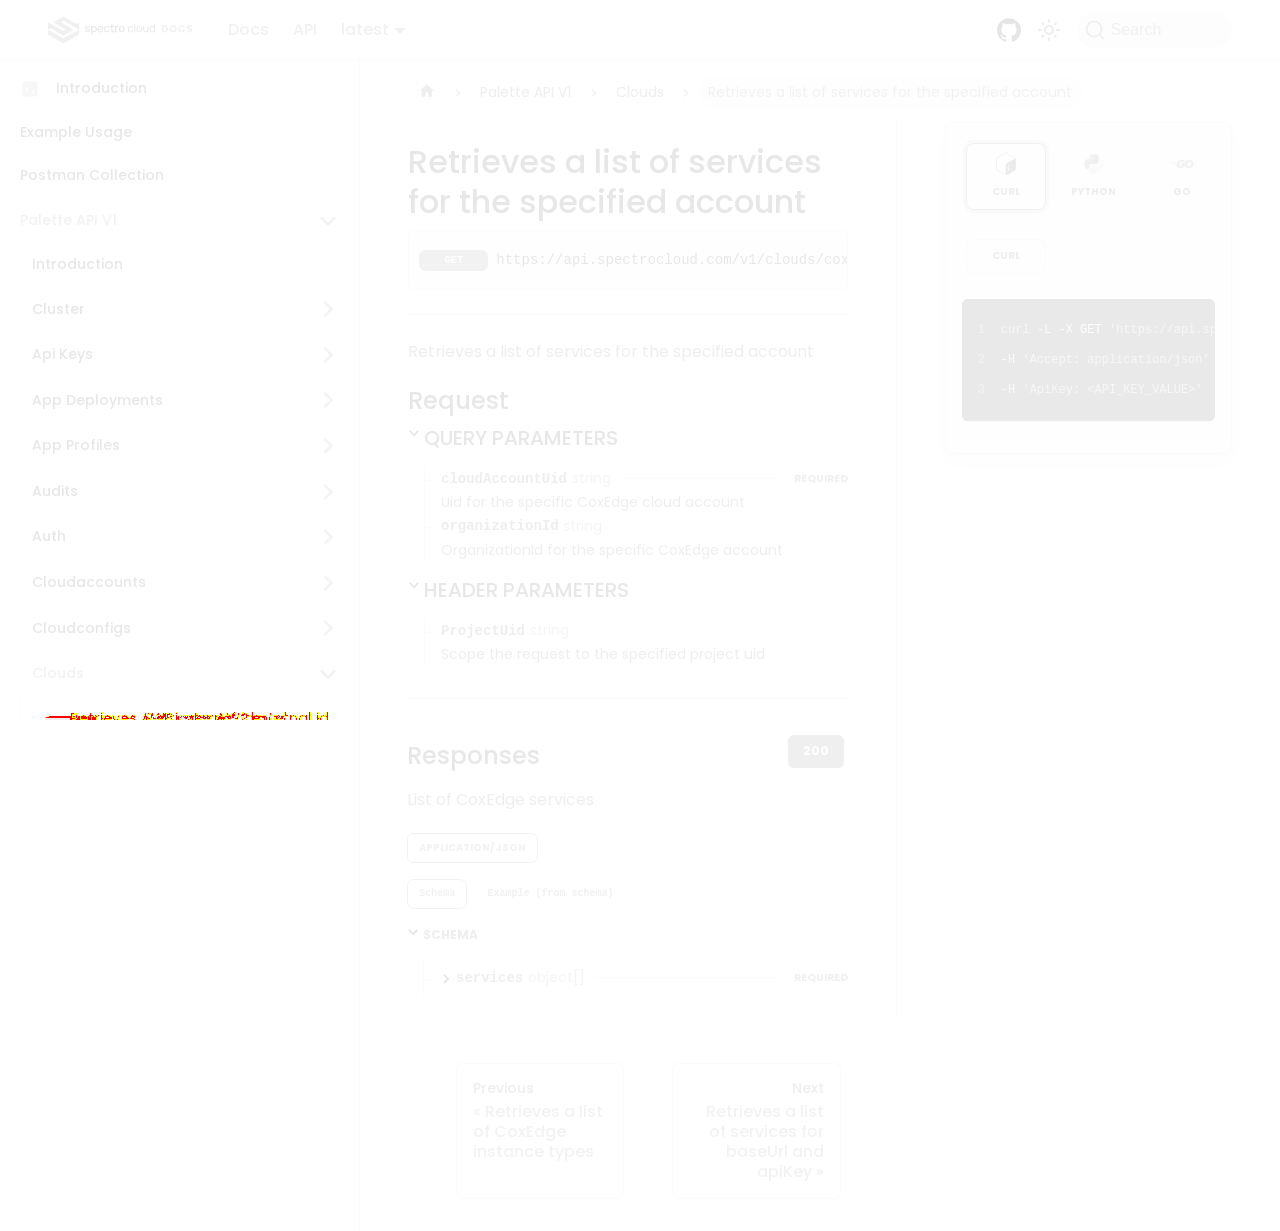 spectro cloud DOCS
Docs
API
latest
Search
Introduction
Example Usage
Postman Collection
Palette API V1
Introduction
Cluster
Api Keys
App Deployments
App Profiles
Audits
Auth
Cloudaccounts
Cloudconfigs
Clouds
Palette API V1
Clouds
Retrieves a list of services for the specified account
Retrieves a list of services
for the specified account
GET
https://api.spectrocloud.com/v1/clouds/cox
Retrieves a list of services for the specified account
Request
QUERY PARAMETERS
cloudAccountUid string
REQUIRED
Uid for the specific CoxEdge cloud account
organizationId string
OrganizationId for the specific CoxEdge account
HEADER PARAMETERS
ProjectUid string
Scope the request to the specified project uid
Responses
200
List of CoxEdge services
APPLICATION/JSON
Schema
Example (from schema)
SCHEMA
services object[]
REQUIRED
Previous
« Retrieves a list
of CoxEdge
instance types
Next
Retrieves a list
of services for
baseUrl and
apiKey »
CURL
PYTHON
GO
CURL
1 curl -L -X GET 'https://api.sp
2 -H 'Accept: application/json'
3 -H 'ApiKey: <API_KEY_VALUE>'